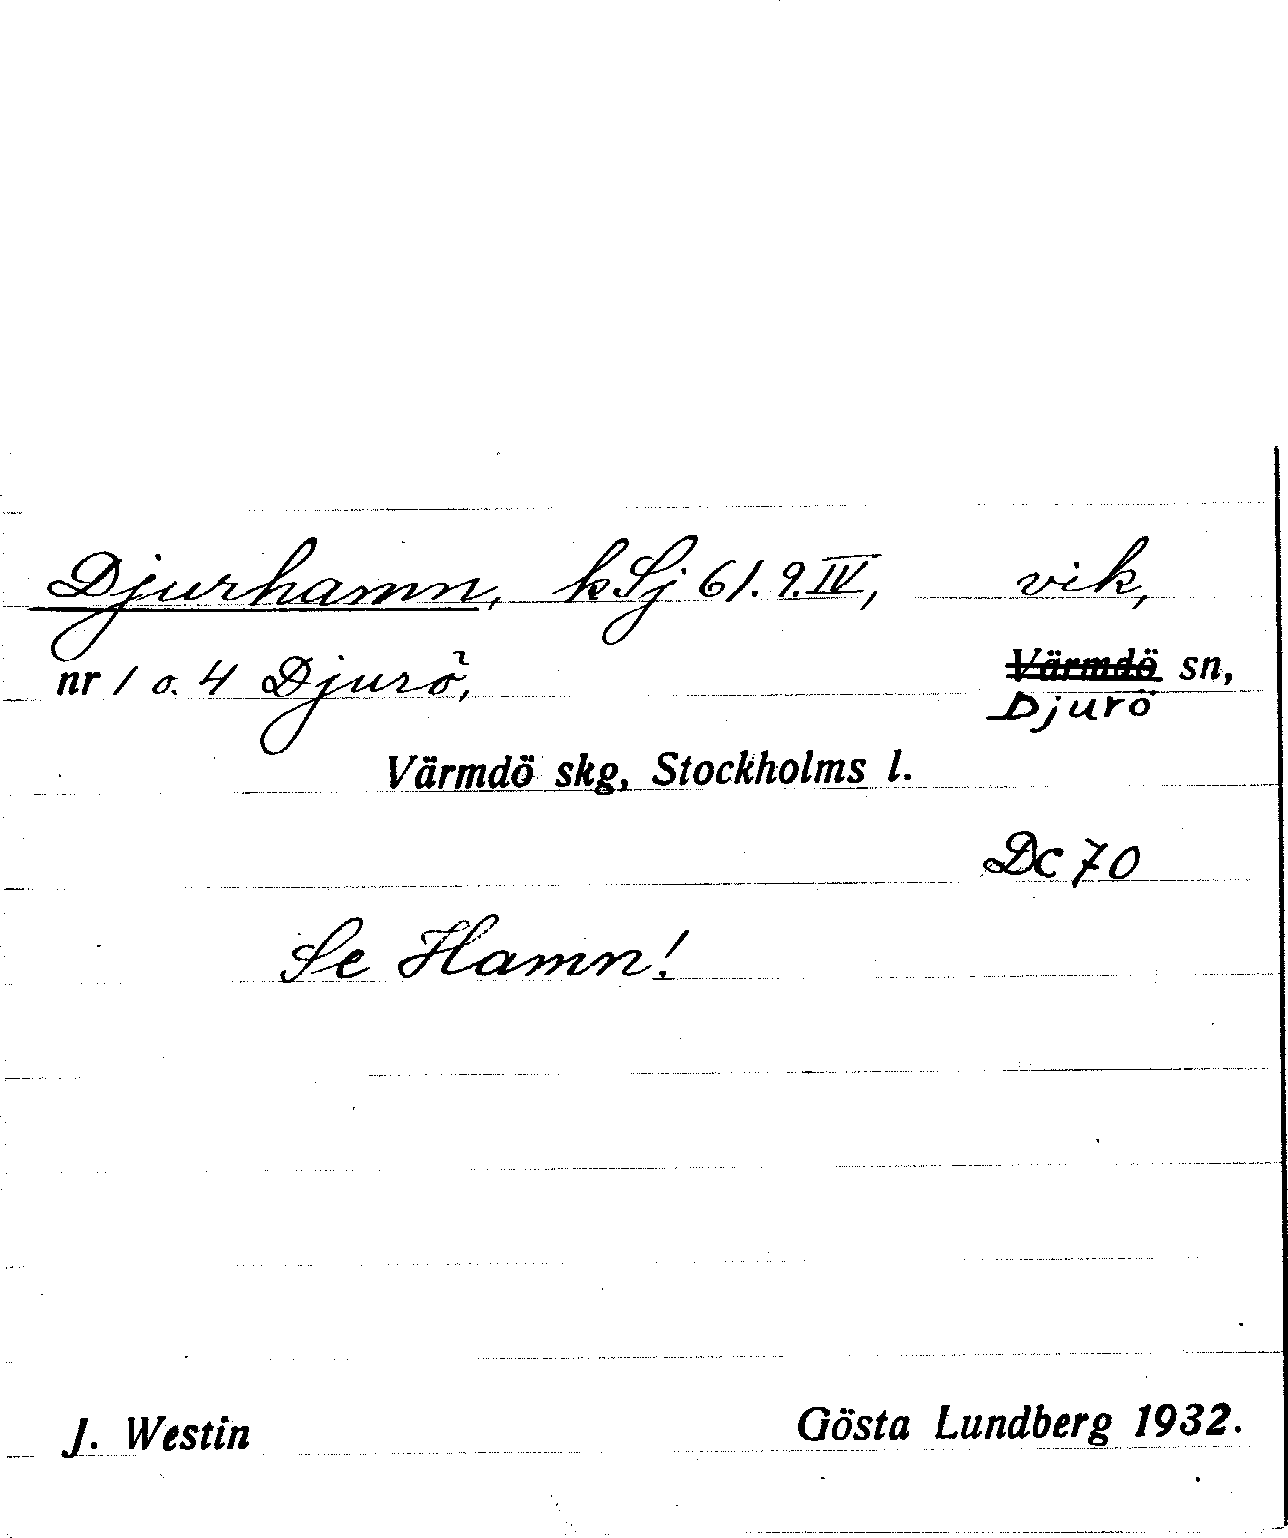 Djurhamn, kSj 61.9.IV, vik,
nr 1 o. 4 Djurö, Värmdö sn,
Djurö
Värmdö skg, Stockholms l.
Dc 70
Se Hamn!
J. Westin Gösta Lundberg 1932.